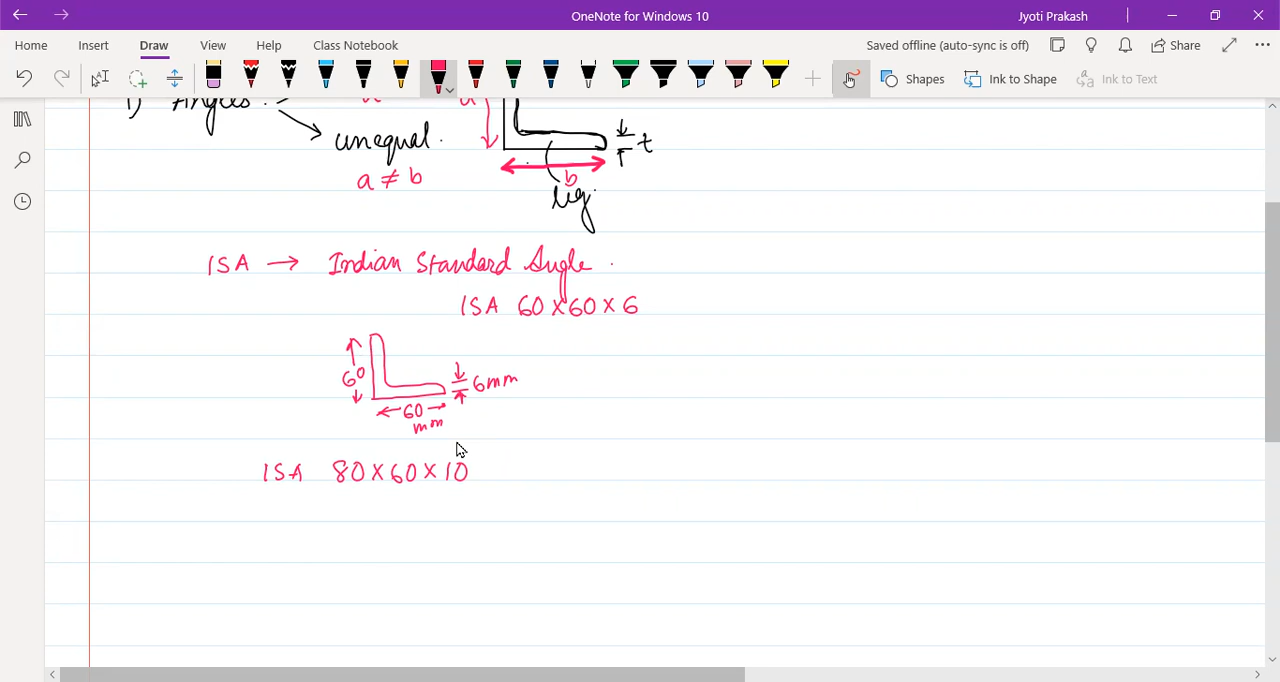 OneNote for Windows 10
Jyoti Prakash
Home Insert Draw View Help Class Notebook
Saved offline (auto-sync is off)
Share
Shapes
Ink to Shape
Ink to Text
1) Angles :
unequal.
a ≠ b
t
b
leg
ISA → Indian Standard Angle.
ISA 60×60×6
60
6mm
60
mm
ISA 80×60×10